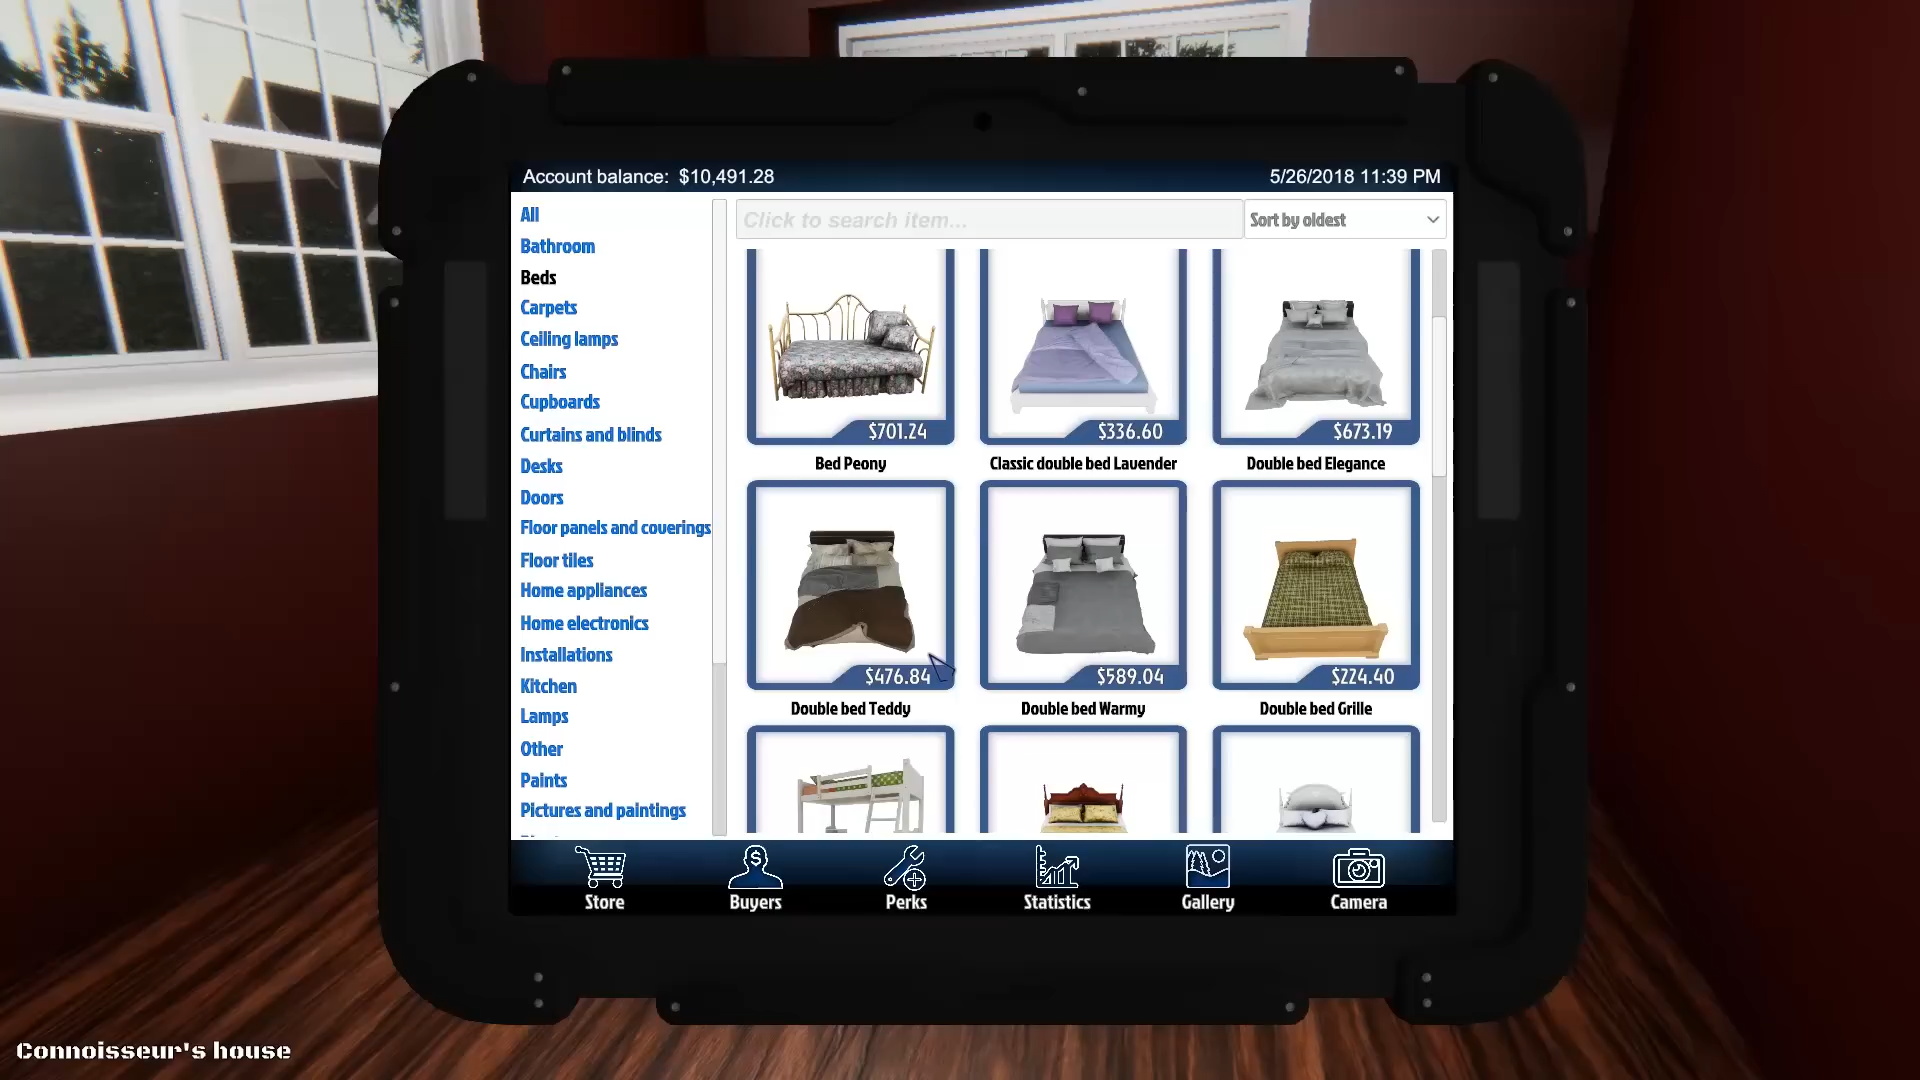 Account balance: $10,491.28
5/26/2018 11:39 PM
All
Bathroom
Beds
Carpets
Ceiling lamps
Chairs
Cupboards
Curtains and blinds
Desks
Doors
Floor panels and coverings
Floor tiles
Home appliances
Home electronics
Installations
Kitchen
Lamps
Other
Paints
Pictures and paintings
Click to search item...
Sort by oldest
$701.24
$336.60
$673.19
Bed Peony
Classic double bed Lavender
Double bed Elegance
$476.84
$589.04
$224.40
Double bed Teddy
Double bed Warmy
Double bed Grille
Store
Buyers
Perks
Statistics
Gallery
Camera
Connoisseur's house